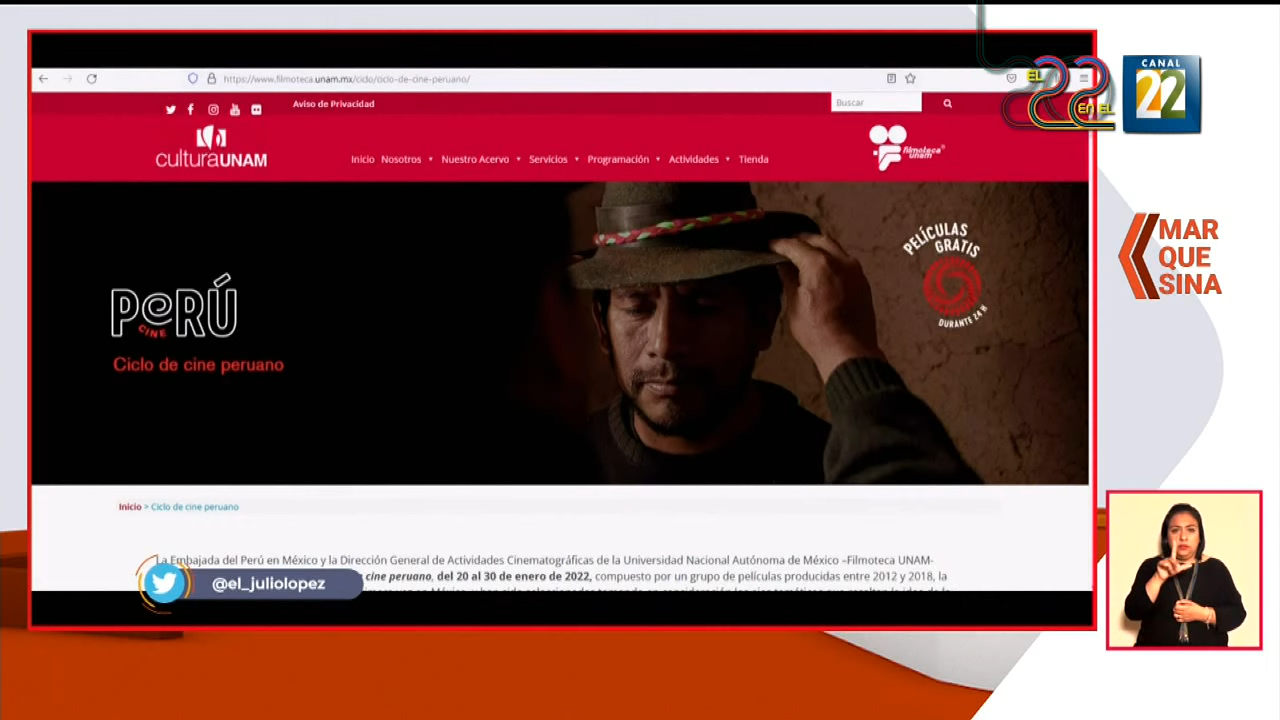 https://www.filmoteca.unam.mx/ciclo/ciclo-de-cine-peruano/
EL 22 EN EL
CANAL 22
Aviso de Privacidad
Buscar
culturaUNAM
Inicio Nosotros Nuestro Acervo Servicios Programación Actividades Tienda
filmoteca unam
PELÍCULAS GRATIS
DURANTE 24 H
PERÚ
CINE
Ciclo de cine peruano
MAR
QUE
SINA
Inicio > Ciclo de cine peruano
La Embajada del Perú en México y la Dirección General de Actividades Cinematográficas de la Universidad Nacional Autónoma de México –Filmoteca UNAM-
cine peruano, del 20 al 30 de enero de 2022, compuesto por un grupo de películas producidas entre 2012 y 2018, la
@el_juliolopez